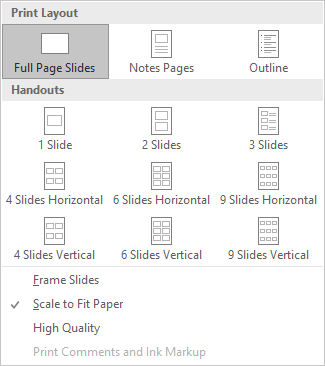 Print Layout
Full Page Slides
Notes Pages
Outline
Handouts
1 Slide
2 Slides
3 Slides
4 Slides Horizontal
6 Slides Horizontal
9 Slides Horizontal
4 Slides Vertical
6 Slides Vertical
9 Slides Vertical
Frame Slides
Scale to Fit Paper
High Quality
Print Comments and Ink Markup